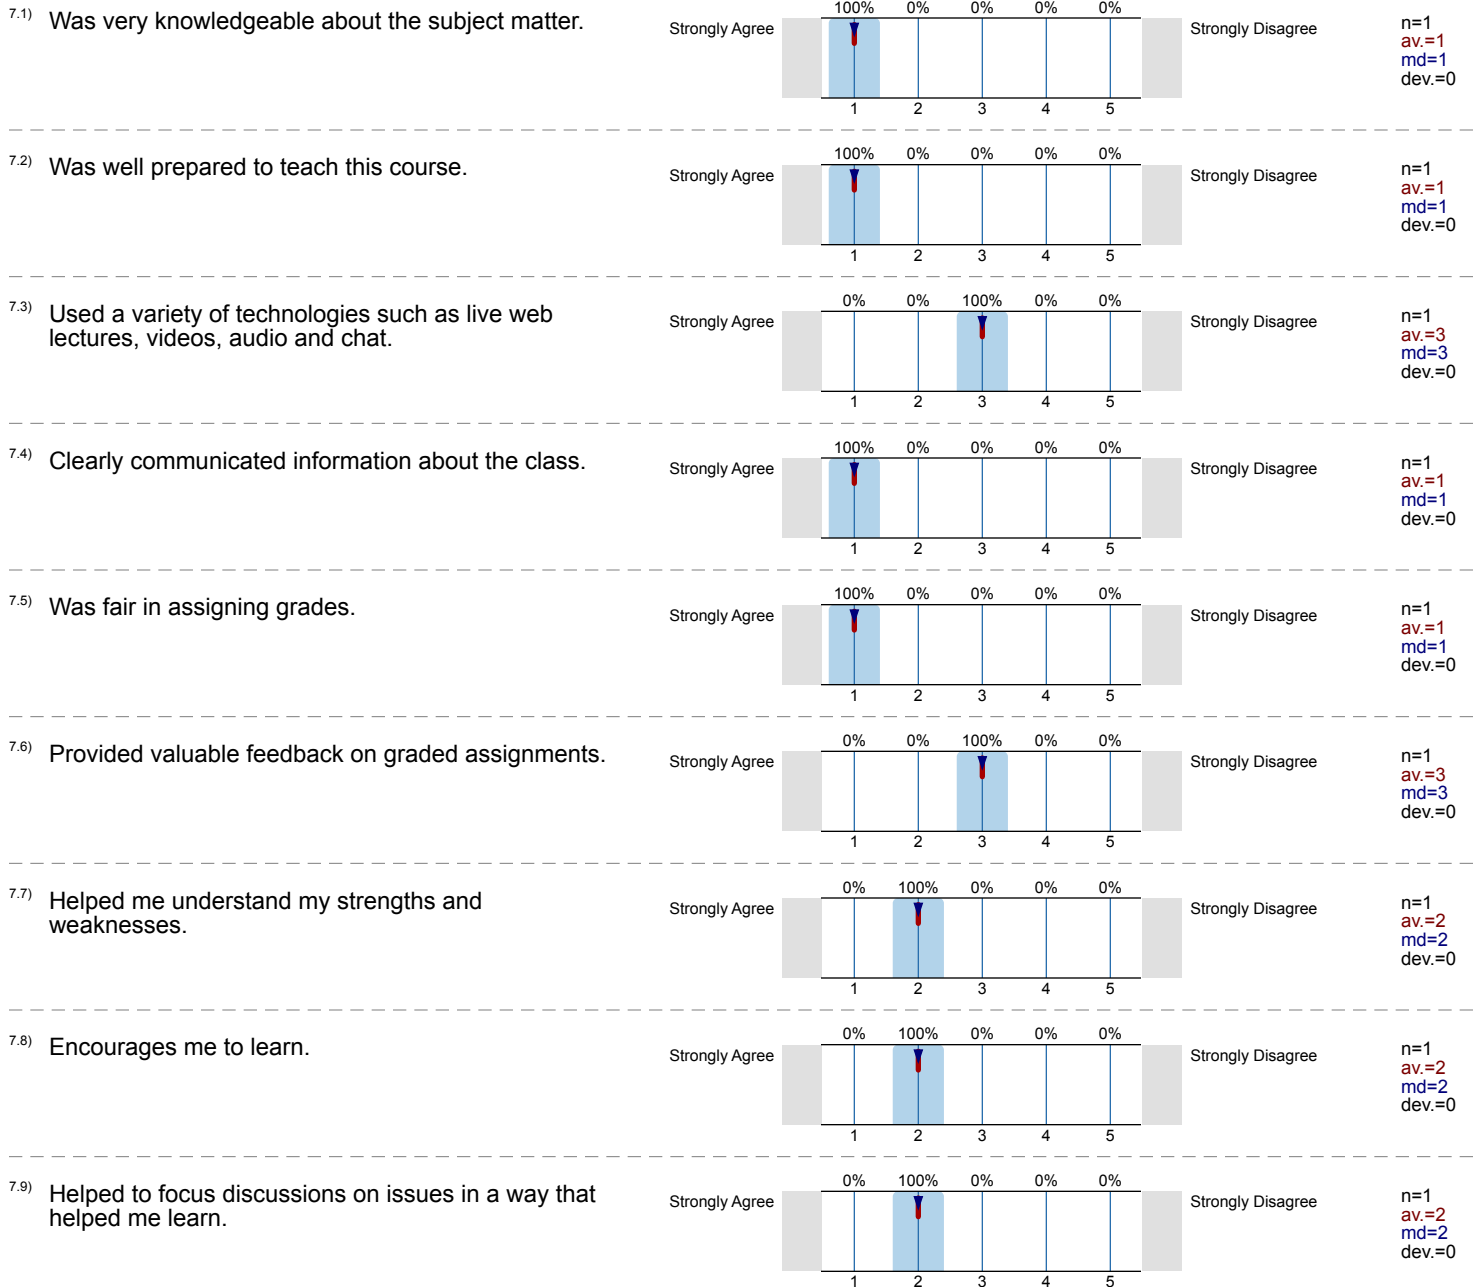 7.1) Was very knowledgeable about the subject matter.
Strongly Agree
100% 0% 0% 0% 0%
1 2 3 4 5
Strongly Disagree
n=1
av.=1
md=1
dev.=0
7.2) Was well prepared to teach this course.
Strongly Agree
100% 0% 0% 0% 0%
1 2 3 4 5
Strongly Disagree
n=1
av.=1
md=1
dev.=0
7.3) Used a variety of technologies such as live web
lectures, videos, audio and chat.
Strongly Agree
0% 0% 100% 0% 0%
1 2 3 4 5
Strongly Disagree
n=1
av.=3
md=3
dev.=0
7.4) Clearly communicated information about the class.
Strongly Agree
100% 0% 0% 0% 0%
1 2 3 4 5
Strongly Disagree
n=1
av.=1
md=1
dev.=0
7.5) Was fair in assigning grades.
Strongly Agree
100% 0% 0% 0% 0%
1 2 3 4 5
Strongly Disagree
n=1
av.=1
md=1
dev.=0
7.6) Provided valuable feedback on graded assignments.
Strongly Agree
0% 0% 100% 0% 0%
1 2 3 4 5
Strongly Disagree
n=1
av.=3
md=3
dev.=0
7.7) Helped me understand my strengths and
weaknesses.
Strongly Agree
0% 100% 0% 0% 0%
1 2 3 4 5
Strongly Disagree
n=1
av.=2
md=2
dev.=0
7.8) Encourages me to learn.
Strongly Agree
0% 100% 0% 0% 0%
1 2 3 4 5
Strongly Disagree
n=1
av.=2
md=2
dev.=0
7.9) Helped to focus discussions on issues in a way that
helped me learn.
Strongly Agree
0% 100% 0% 0% 0%
1 2 3 4 5
Strongly Disagree
n=1
av.=2
md=2
dev.=0